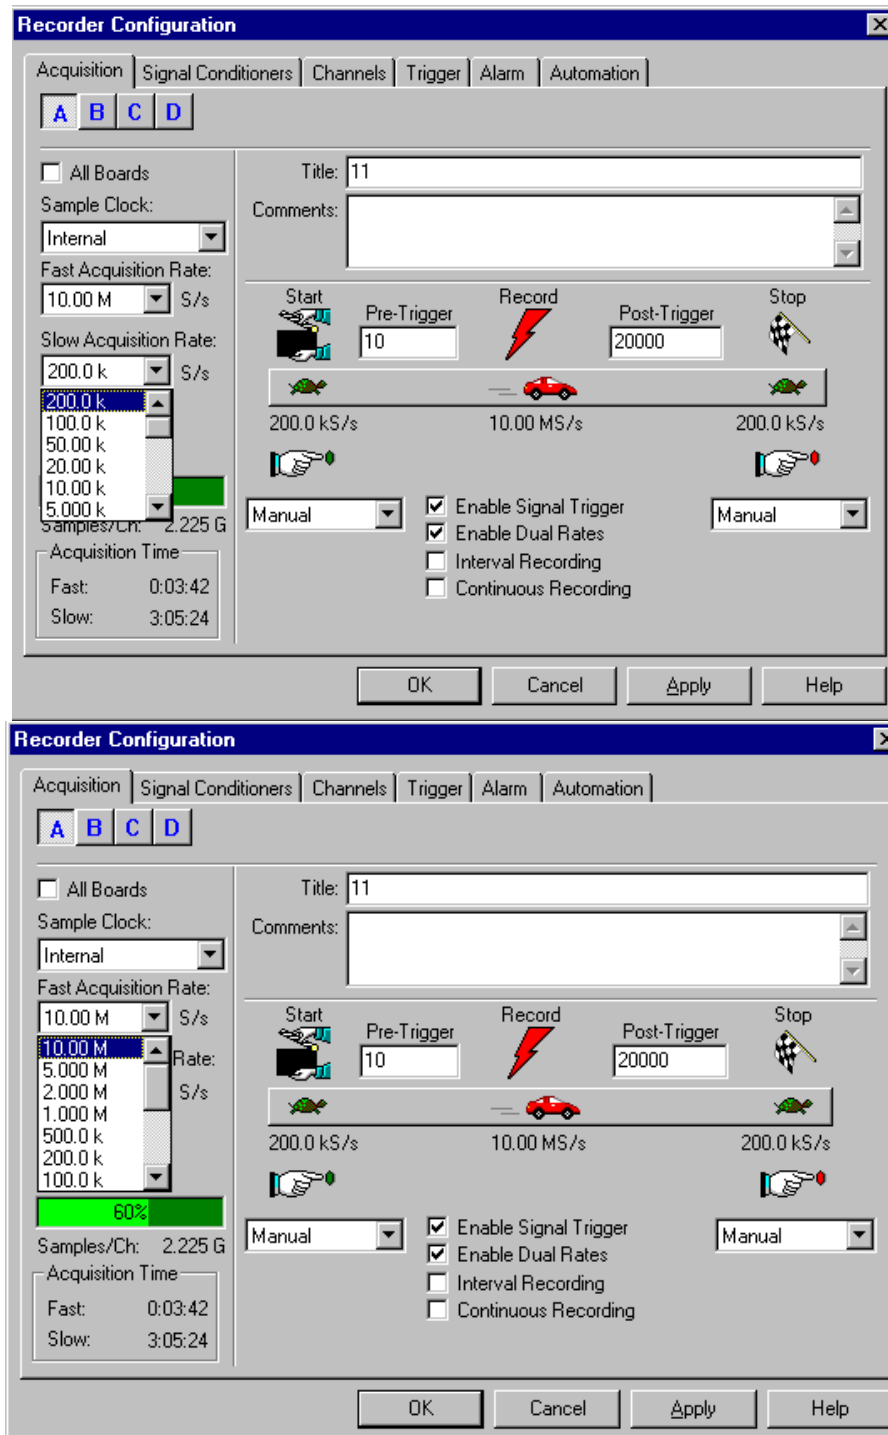 Recorder Configuration
Acquisition Signal Conditioners Channels Trigger Alarm Automation
A B C D
All Boards
Sample Clock:
Internal
Fast Acquisition Rate:
10.00 M S/s
Slow Acquisition Rate:
200.0 k S/s
200.0 k
100.0 k
50.00 k
20.00 k
10.00 k
5.000 k
Samples/Ch: 2.225 G
Acquisition Time
Fast: 0:03:42
Slow: 3:05:24
Title: 11
Comments:
Start Record Stop
Pre-Trigger Post-Trigger
10 20000
200.0 kS/s 10.00 MS/s 200.0 kS/s
Manual Manual
Enable Signal Trigger
Enable Dual Rates
Interval Recording
Continuous Recording
OK Cancel Apply Help
Recorder Configuration
Acquisition Signal Conditioners Channels Trigger Alarm Automation
A B C D
All Boards
Sample Clock:
Internal
Fast Acquisition Rate:
10.00 M S/s
10.00 M
5.000 M
2.000 M
1.000 M
500.0 k
200.0 k
100.0 k
Rate:
S/s
60%
Samples/Ch: 2.225 G
Acquisition Time
Fast: 0:03:42
Slow: 3:05:24
Title: 11
Comments:
Start Record Stop
Pre-Trigger Post-Trigger
10 20000
200.0 kS/s 10.00 MS/s 200.0 kS/s
Manual Manual
Enable Signal Trigger
Enable Dual Rates
Interval Recording
Continuous Recording
OK Cancel Apply Help